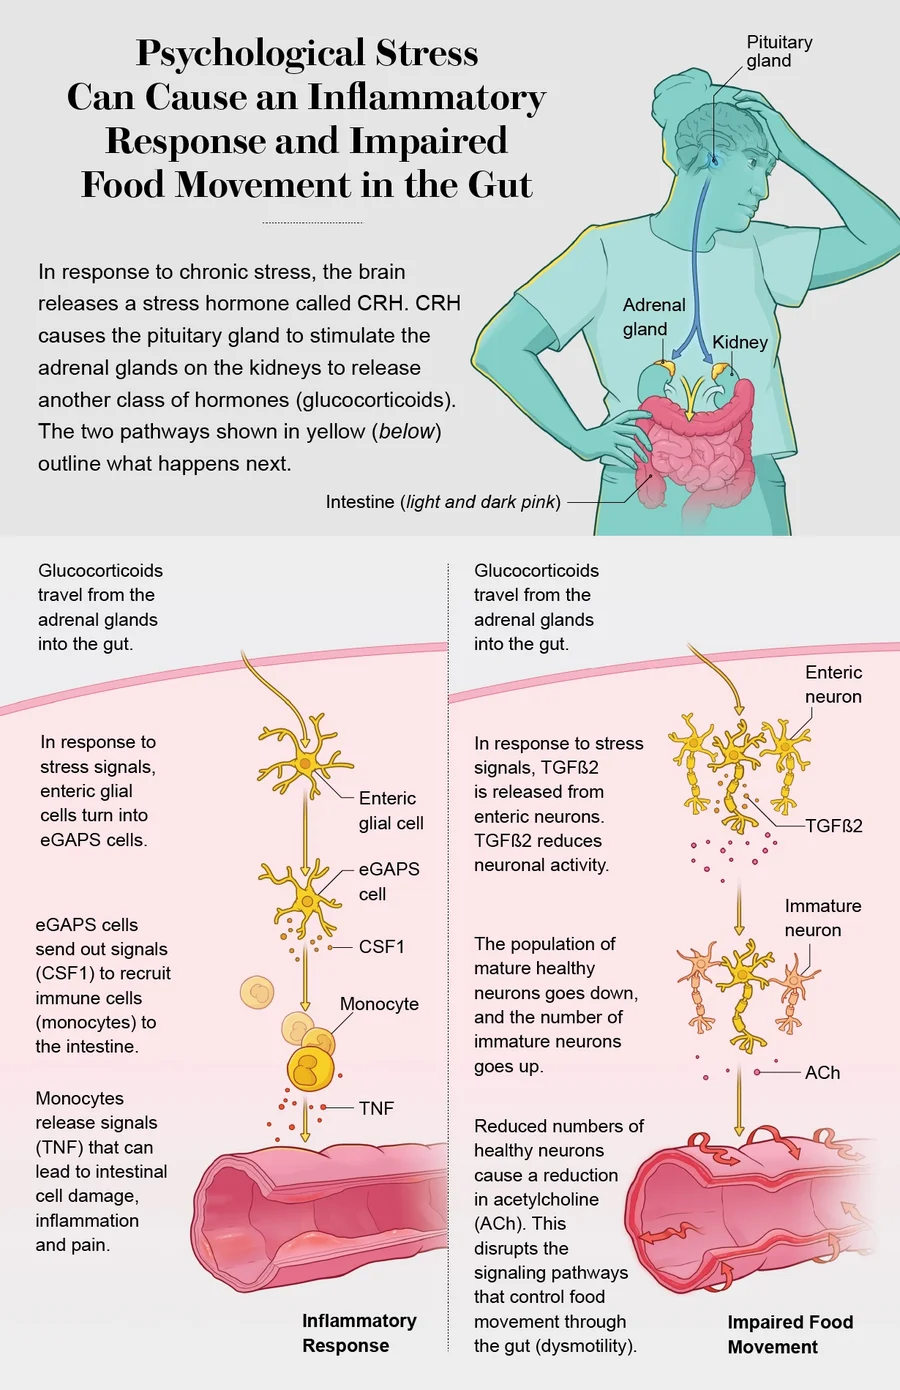 Psychological Stress
Can Cause an Inflammatory
Response and Impaired
Food Movement in the Gut
In response to chronic stress, the brain
releases a stress hormone called CRH. CRH
causes the pituitary gland to stimulate the
adrenal glands on the kidneys to release
another class of hormones (glucocorticoids).
The two pathways shown in yellow (below)
outline what happens next.
Pituitary
gland
Adrenal
gland
Kidney
Intestine (light and dark pink)
Glucocorticoids
travel from the
adrenal glands
into the gut.
In response to
stress signals,
enteric glial
cells turn into
eGAPS cells.
Enteric
glial cell
eGAPS
cell
eGAPS cells
send out signals
(CSF1) to recruit
immune cells
(monocytes) to
the intestine.
CSF1
Monocyte
Monocytes
release signals
(TNF) that can
lead to intestinal
cell damage,
inflammation
and pain.
TNF
Inflammatory
Response
Glucocorticoids
travel from the
adrenal glands
into the gut.
Enteric
neuron
In response to stress
signals, TGFß2
is released from
enteric neurons.
TGFß2 reduces
neuronal activity.
TGFß2
Immature
neuron
The population of
mature healthy
neurons goes down,
and the number of
immature neurons
goes up.
ACh
Reduced numbers of
healthy neurons
cause a reduction
in acetylcholine
(ACh). This
disrupts the
signaling pathways
that control food
movement through
the gut (dysmotility).
Impaired Food
Movement